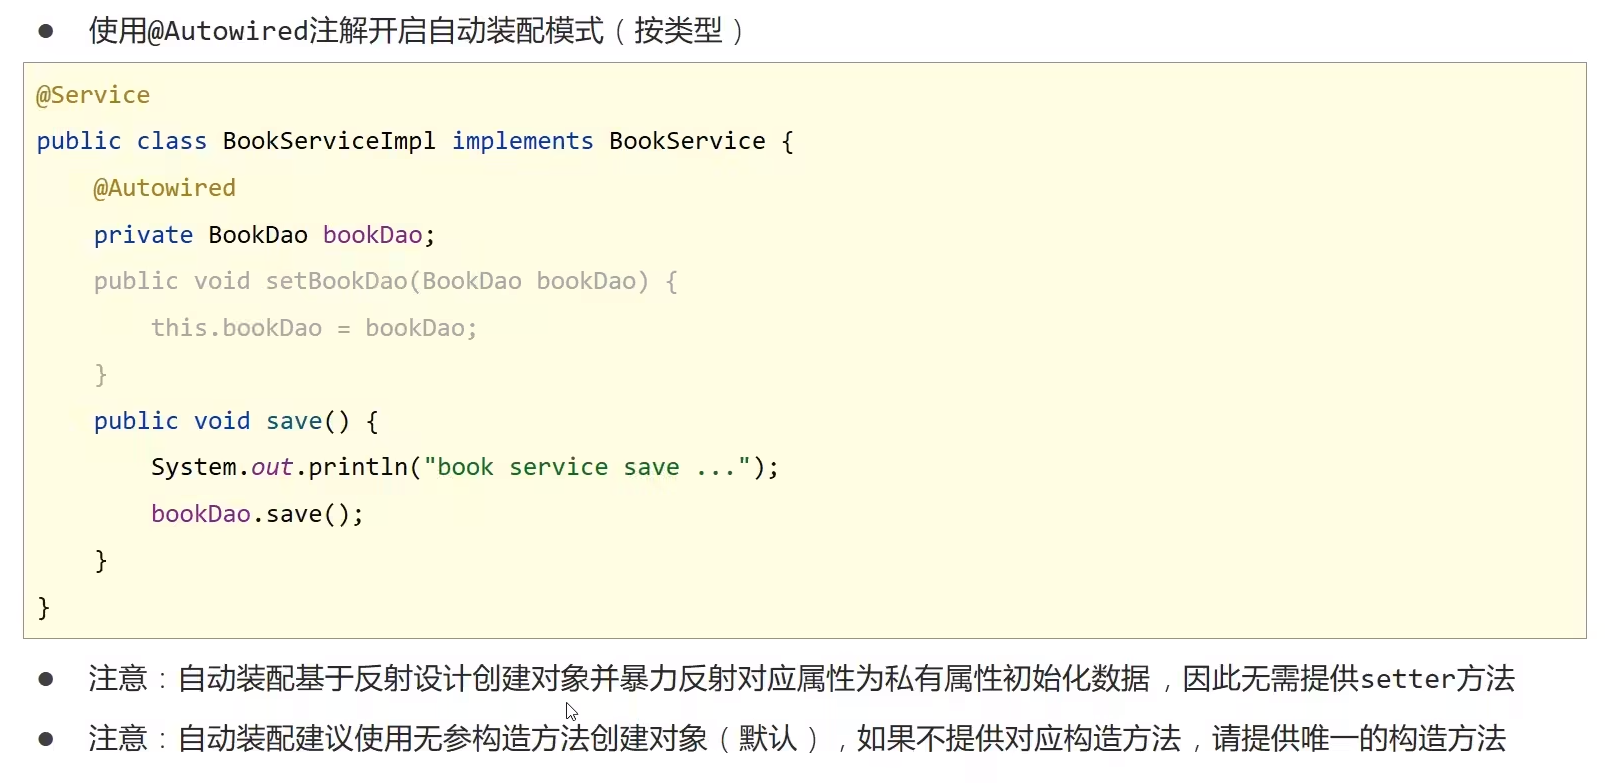 ● 使用@Autowired注解开启自动装配模式（按类型）
@Service
public class BookServiceImpl implements BookService {
    @Autowired
    private BookDao bookDao;
    public void setBookDao(BookDao bookDao) {
        this.bookDao = bookDao;
    }
    public void save() {
        System.out.println("book service save ...");
        bookDao.save();
    }
}
● 注意：自动装配基于反射设计创建对象并暴力反射对应属性为私有属性初始化数据，因此无需提供setter方法
● 注意：自动装配建议使用无参构造方法创建对象（默认），如果不提供对应构造方法，请提供唯一的构造方法